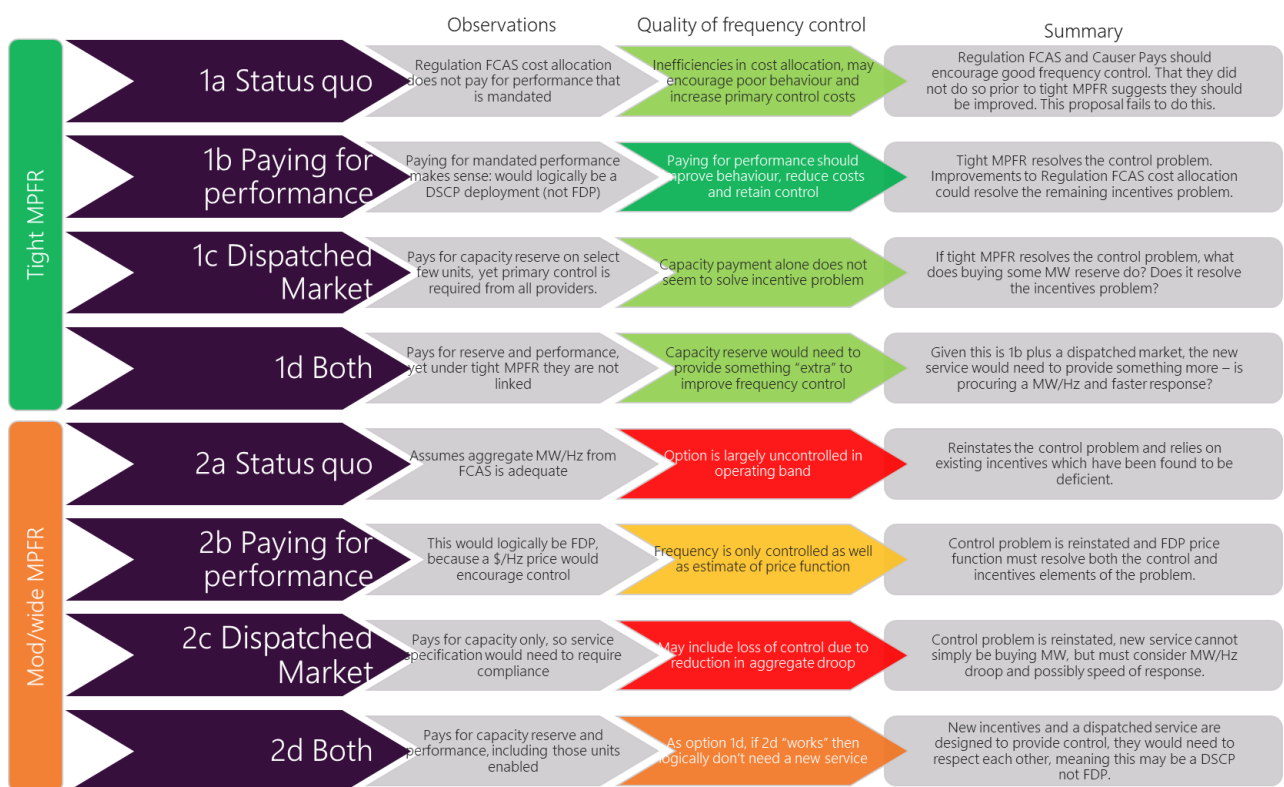 Observations
Quality of frequency control
Summary
Tight MPFR
1a Status quo
Regulation FCAS cost allocation
does not pay for performance that
is mandated
Inefficiencies in cost allocation, may
encourage poor behaviour and
increase primary control costs
Regulation FCAS and Causer Pays should
encourage good frequency control. That they did
not do so prior to tight MPFR suggests they should
be improved. This proposal fails to do this.
1b Paying for
performance
Paying for mandated performance
makes sense: would logically be a
DSCP deployment (not FDP)
Paying for performance should
improve behaviour, reduce costs
and retain control
Tight MPFR resolves the control problem.
Improvements to Regulation FCAS cost allocation
could resolve the remaining incentives problem.
1c Dispatched
Market
Pays for capacity reserve on select
few units, yet primary control is
required from all providers.
Capacity payment alone does not
seem to solve incentive problem
If tight MPFR resolves the control problem, what
does buying some MW reserve do? Does it resolve
the incentives problem?
1d Both
Pays for reserve and performance,
yet under tight MPFR they are not
linked
Capacity reserve would need to
provide something "extra" to
improve frequency control
Given this is 1b plus a dispatched market, the new
service would need to provide something more – is
procuring a MW/Hz and faster response?
Mod/wide MPFR
2a Status quo
Assumes aggregate MW/Hz from
FCAS is adequate
Option is largely uncontrolled in
operating band
Reinstates the control problem and relies on
existing incentives which have been found to be
deficient.
2b Paying for
performance
This would logically be FDP,
because a $/Hz price would
encourage control
Frequency is only controlled as well
as estimate of price function
Control problem is reinstated and FDP price
function must resolve both the control and
incentives elements of the problem.
2c Dispatched
Market
Pays for capacity only, so service
specification would need to require
compliance
May include loss of control due to
reduction in aggregate droop
Control problem is reinstated, new service cannot
simply be buying MW, but must consider MW/Hz
droop and possibly speed of response.
2d Both
Pays for capacity reserve and
performance, including those units
enabled
As option 1d, if 2d "works" then
logically don't need a new service
New incentives and a dispatched service are
designed to provide control, they would need to
respect each other, meaning this may be a DSCP
not FDP.